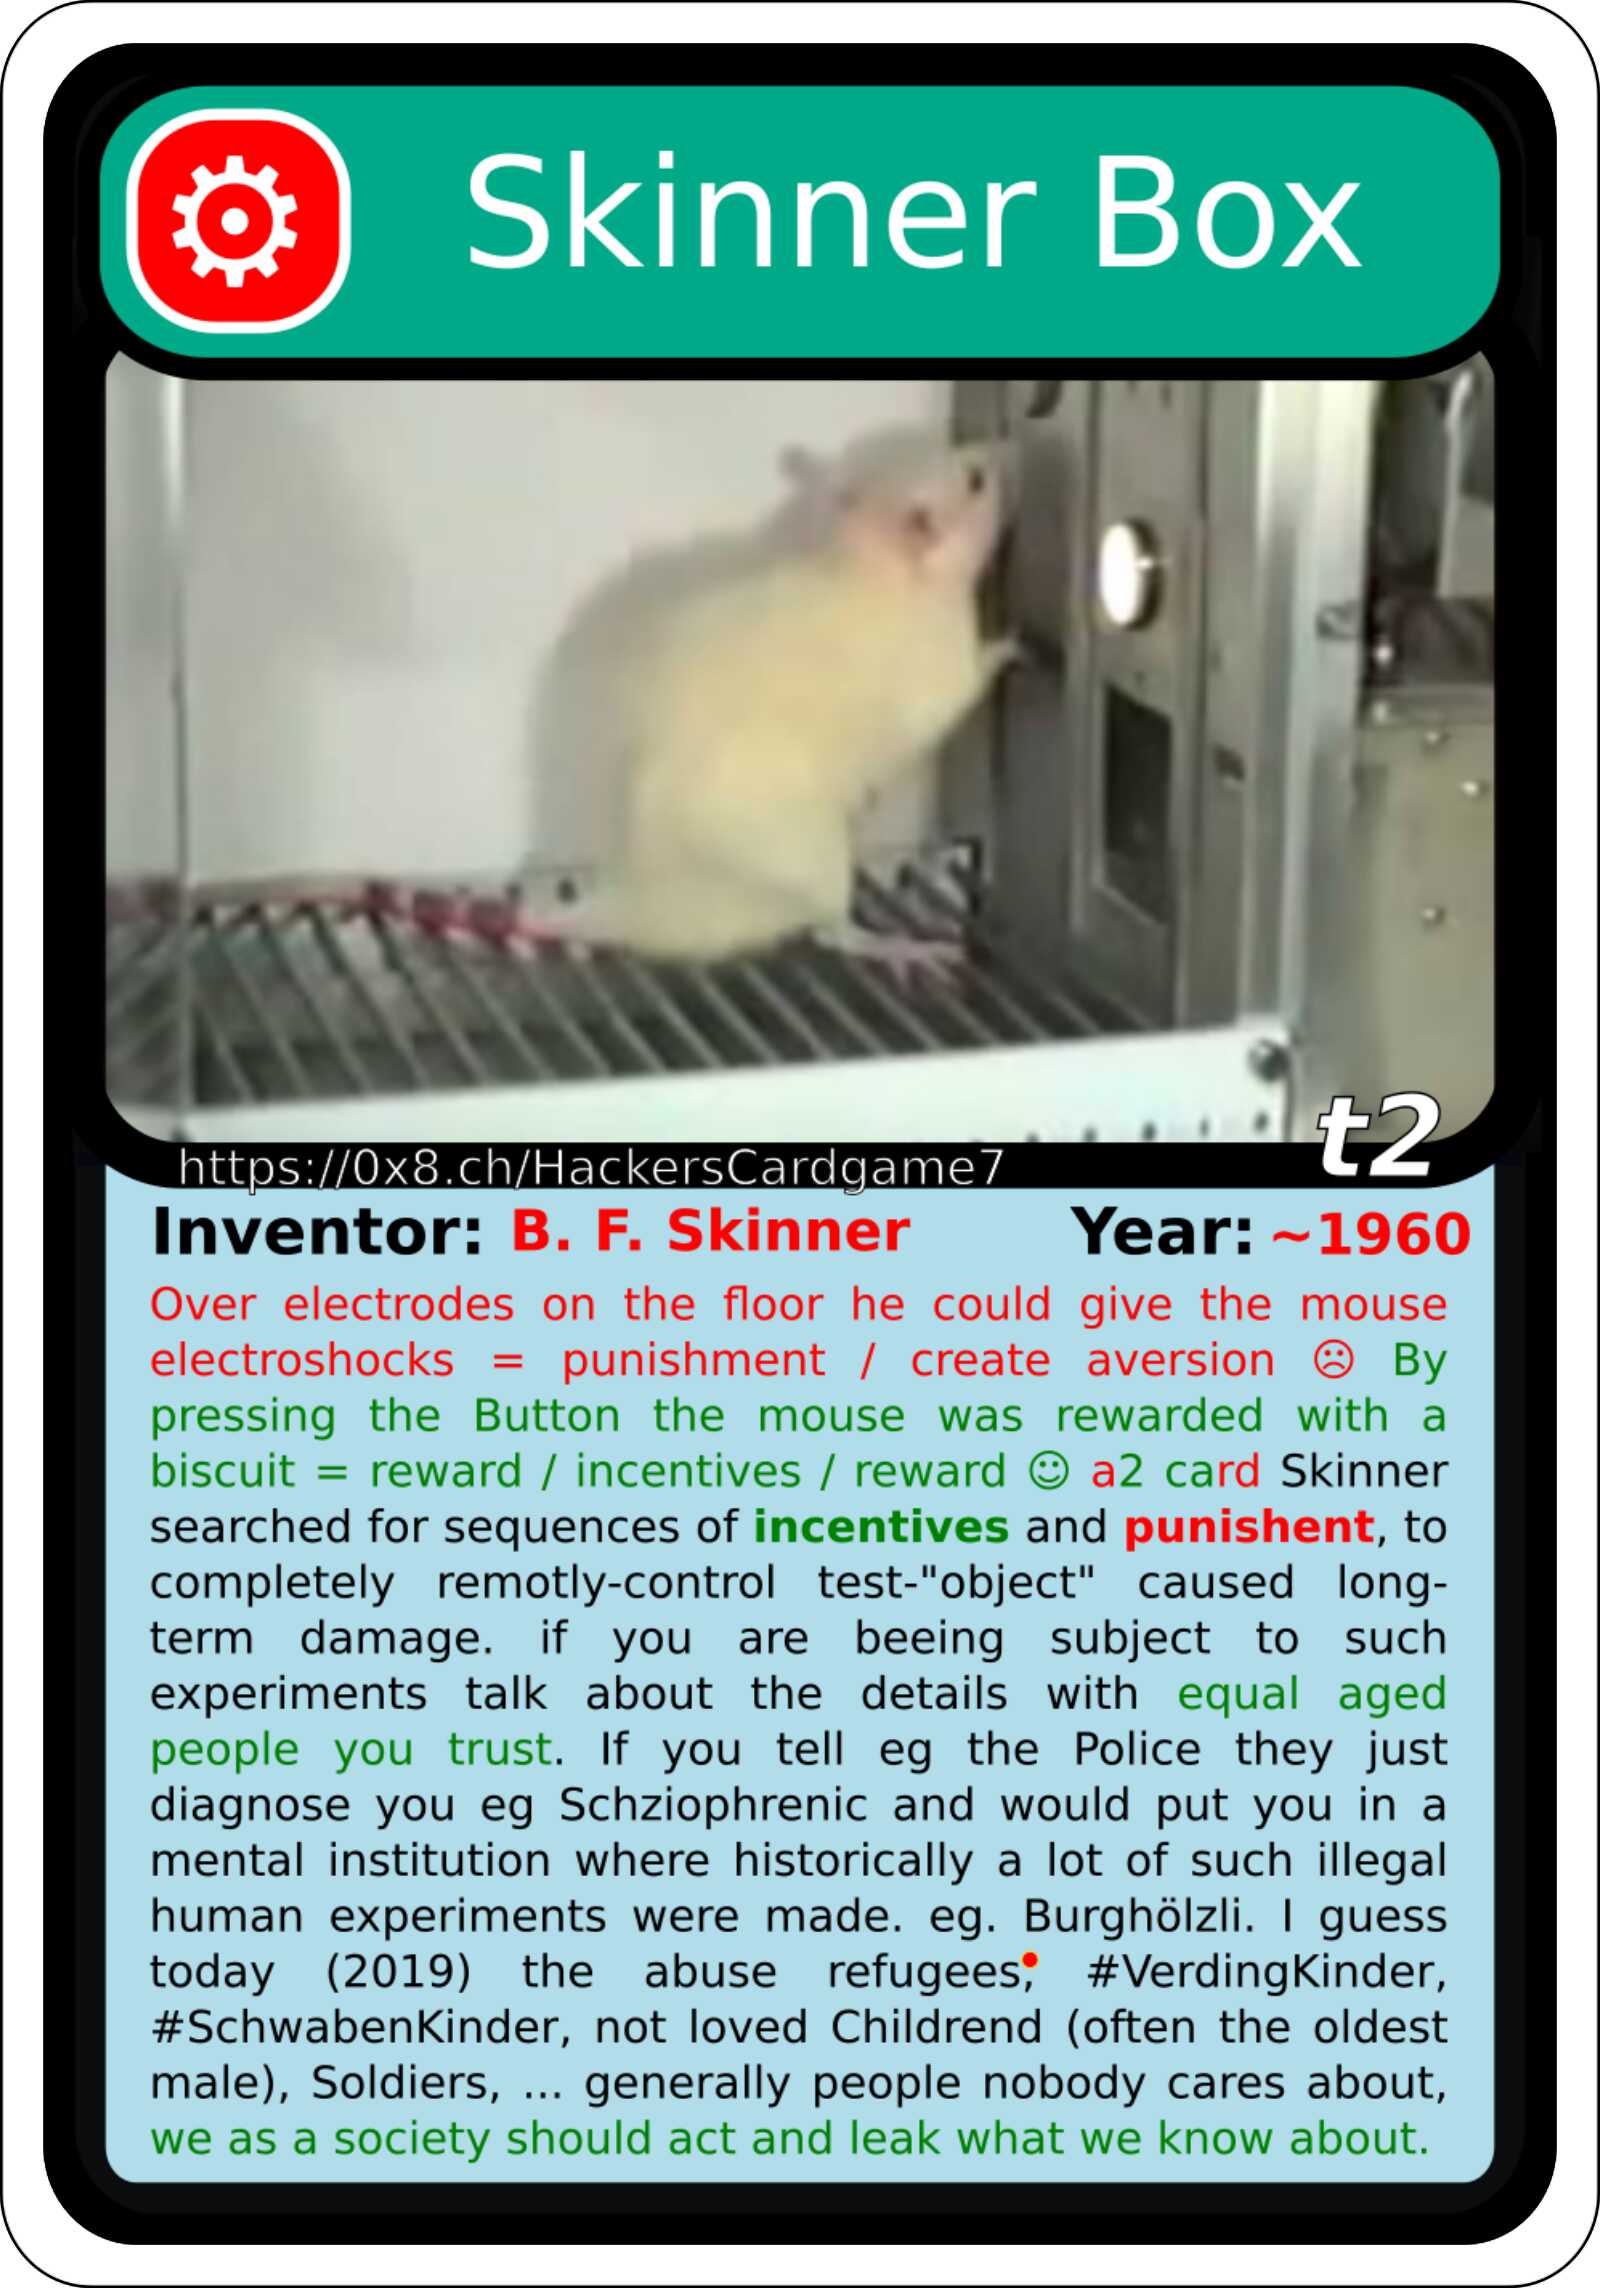 Skinner Box
t2
https://0x8.ch/HackersCardgame7
Inventor: B. F. Skinner Year: ~1960
Over electrodes on the floor he could give the mouse
electroshocks = punishment / create aversion ☹ By
pressing the Button the mouse was rewarded with a
biscuit = reward / incentives / reward ☺ a2 card Skinner
searched for sequences of incentives and punishent, to
completely remotly-control test-"object" caused long-
term damage. if you are beeing subject to such
experiments talk about the details with equal aged
people you trust. If you tell eg the Police they just
diagnose you eg Schziophrenic and would put you in a
mental institution where historically a lot of such illegal
human experiments were made. eg. Burghölzli. I guess
today (2019) the abuse refugees, #VerdingKinder,
#SchwabenKinder, not loved Childrend (often the oldest
male), Soldiers, ... generally people nobody cares about,
we as a society should act and leak what we know about.